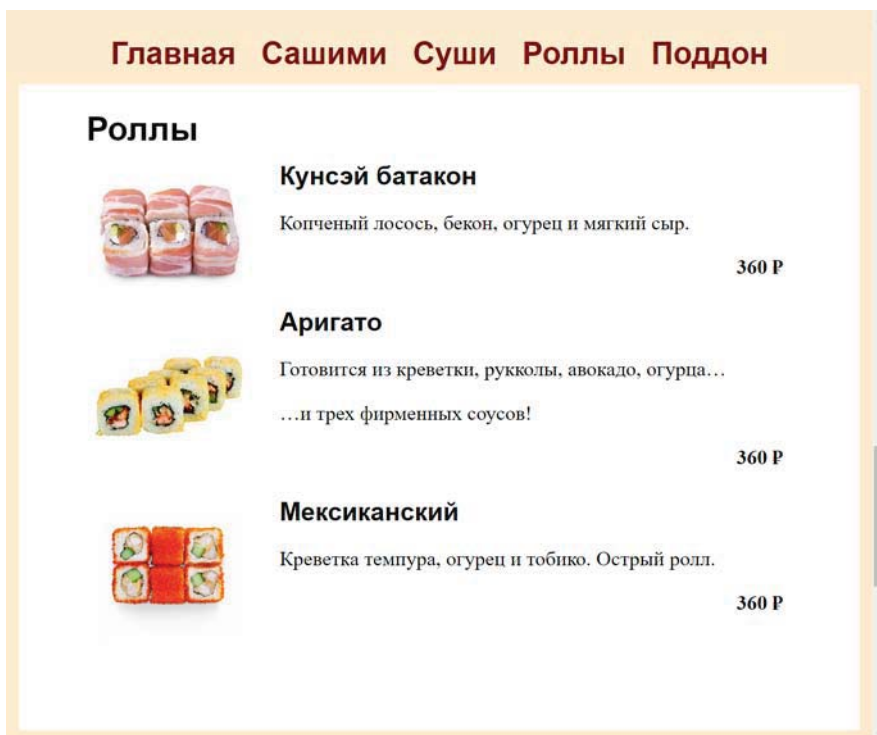 Главная Сашими Суши Роллы Поддон
Роллы
Кунсэй батакон
Копченый лосось, бекон, огурец и мягкий сыр.
360 ₽
Аригато
Готовится из креветки, рукколы, авокадо, огурца…
…и трех фирменных соусов!
360 ₽
Мексиканский
Креветка темпура, огурец и тобико. Острый ролл.
360 ₽